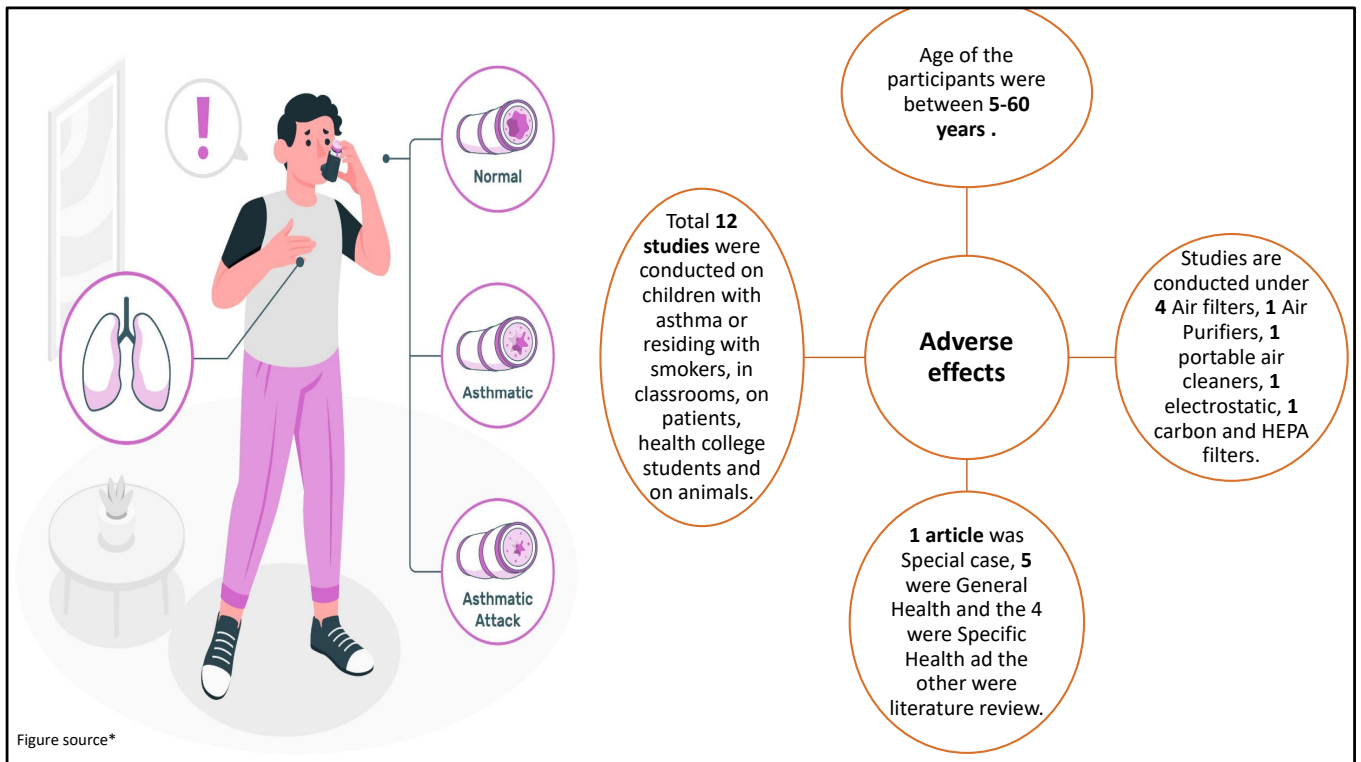 !
Normal
Asthmatic
Asthmatic
Attack
Figure source*
Age of the
participants were
between 5-60
years .
Total 12
studies were
conducted on
children with
asthma or
residing with
smokers, in
classrooms, on
patients,
health college
students and
on animals.
Adverse
effects
Studies are
conducted under
4 Air filters, 1 Air
Purifiers, 1
portable air
cleaners, 1
electrostatic, 1
carbon and HEPA
filters.
1 article was
Special case, 5
were General
Health and the 4
were Specific
Health ad the
other were
literature review.